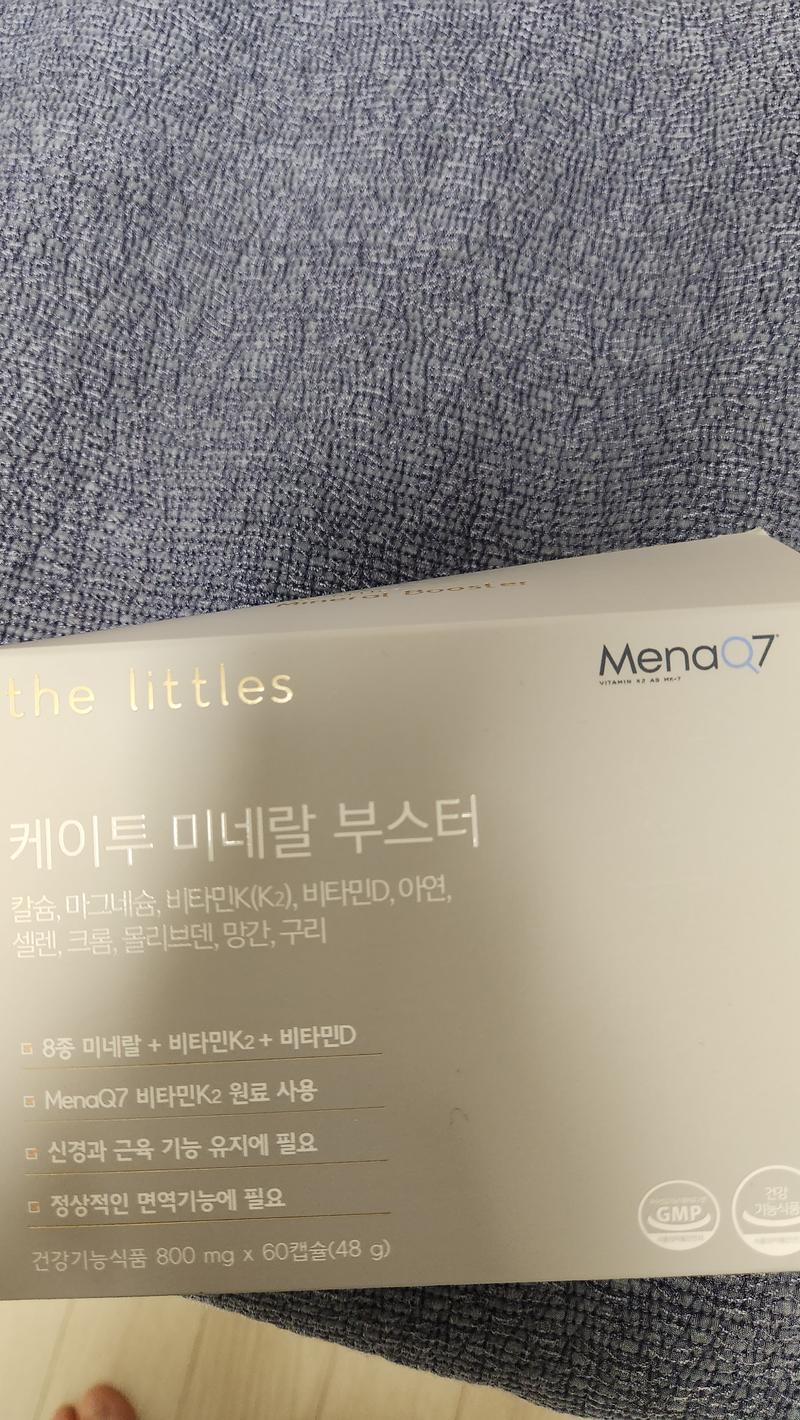 Mineral Booster
the littles
MenaQ7
VITAMIN K2 AS MK-7
케이투 미네랄 부스터
칼슘, 마그네슘, 비타민K(K2), 비타민D, 아연,
셀렌, 크롬, 몰리브덴, 망간, 구리
8종 미네랄 + 비타민K2 + 비타민D
MenaQ7 비타민K2 원료 사용
신경과 근육 기능 유지에 필요
정상적인 면역기능에 필요
건강기능식품 800 mg x 60캡슐(48 g)
GMP
건강
기능식품